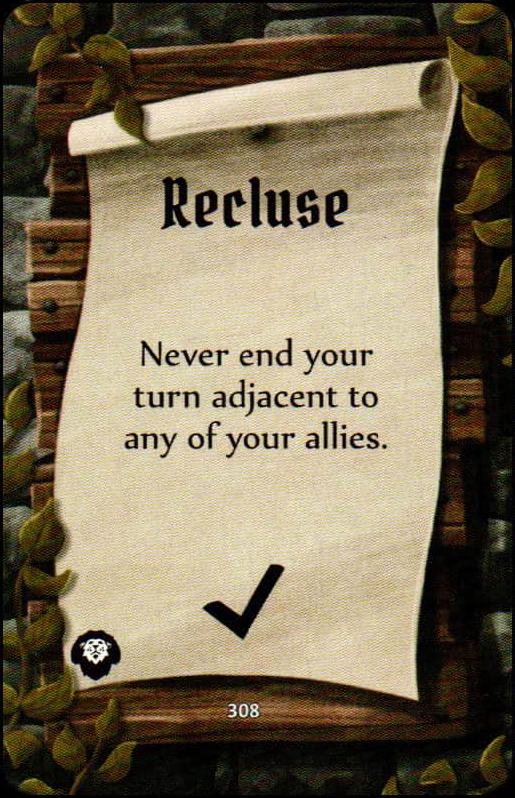 Recluse
Never end your
turn adjacent to
any of your allies.
308